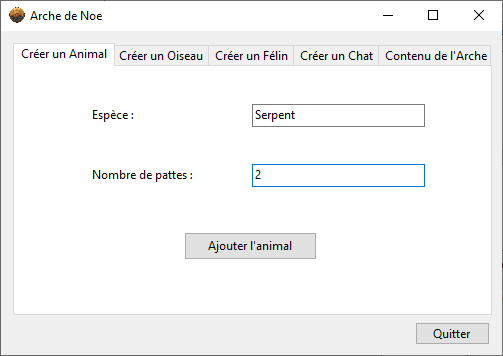 Arche de Noe
Créer un Animal Créer un Oiseau Créer un Félin Créer un Chat Contenu de l'Arche
Espèce : Serpent
Nombre de pattes : 2
Ajouter l'animal
Quitter